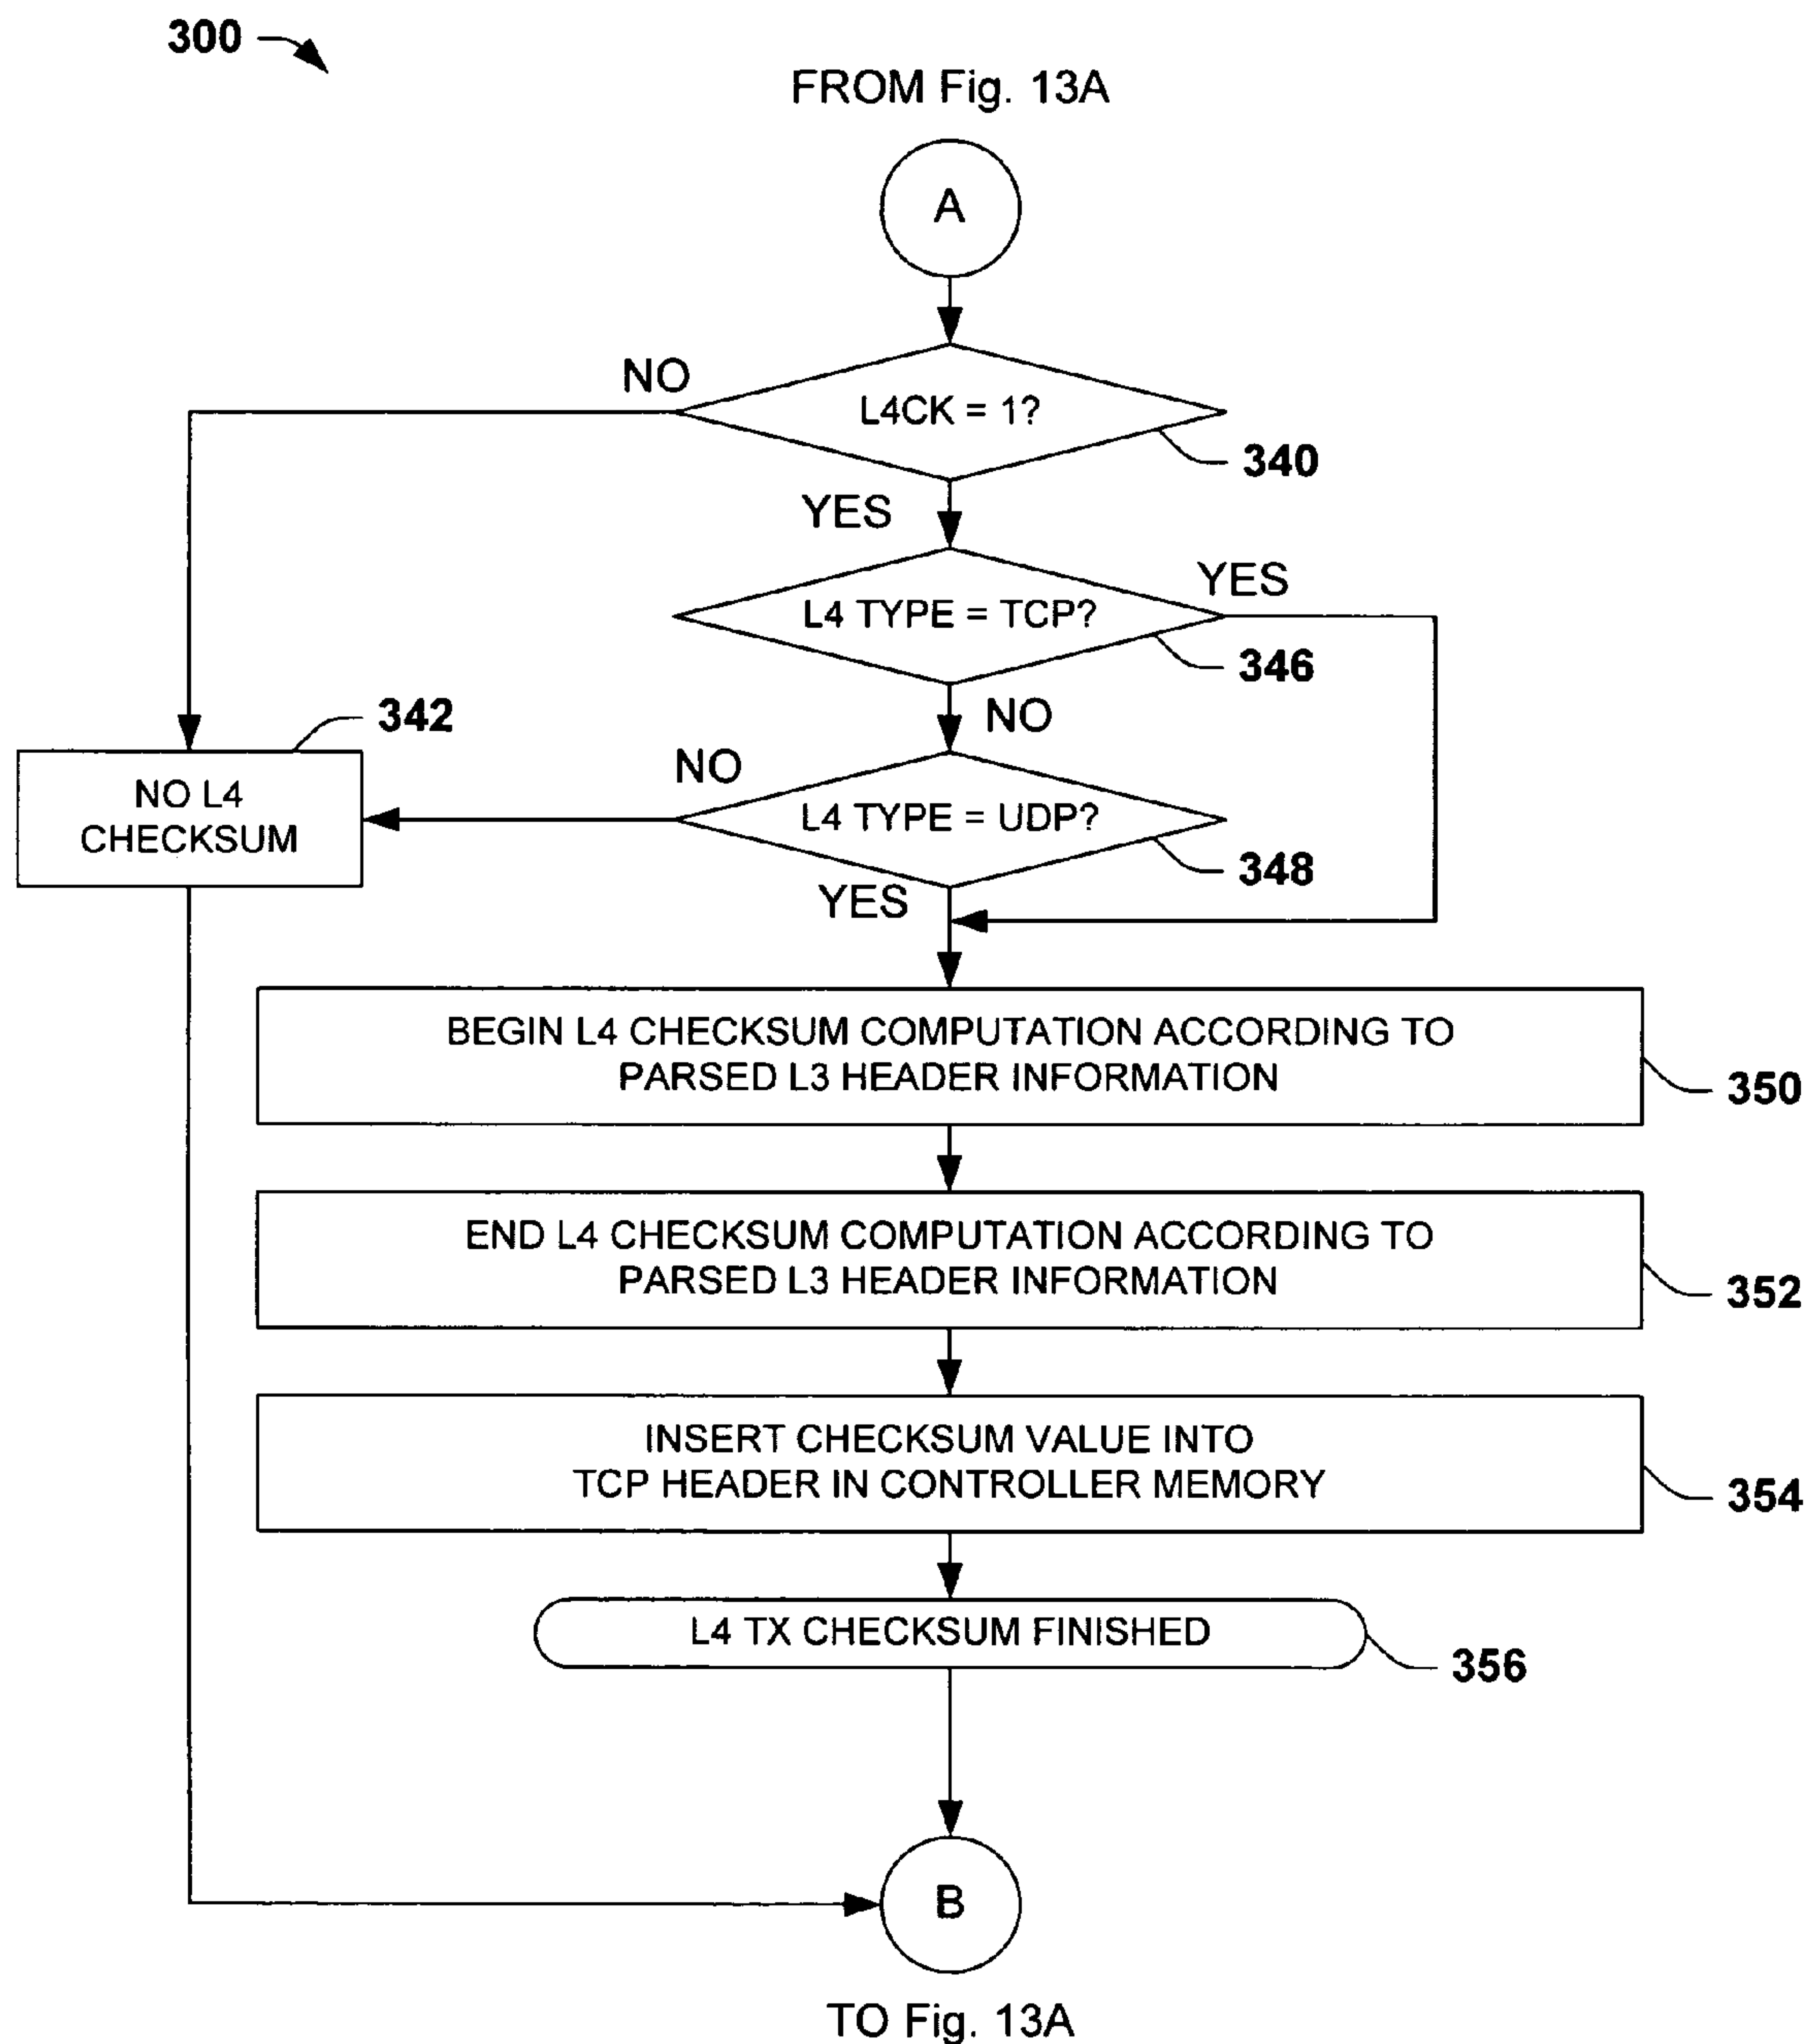 300
FROM Fig. 13A
A
NO
L4CK = 1?
340
YES
YES
L4 TYPE = TCP?
346
342
NO
NO
NO L4
CHECKSUM
L4 TYPE = UDP?
348
YES
BEGIN L4 CHECKSUM COMPUTATION ACCORDING TO
PARSED L3 HEADER INFORMATION
350
END L4 CHECKSUM COMPUTATION ACCORDING TO
PARSED L3 HEADER INFORMATION
352
INSERT CHECKSUM VALUE INTO
TCP HEADER IN CONTROLLER MEMORY
354
L4 TX CHECKSUM FINISHED
356
B
TO Fig. 13A